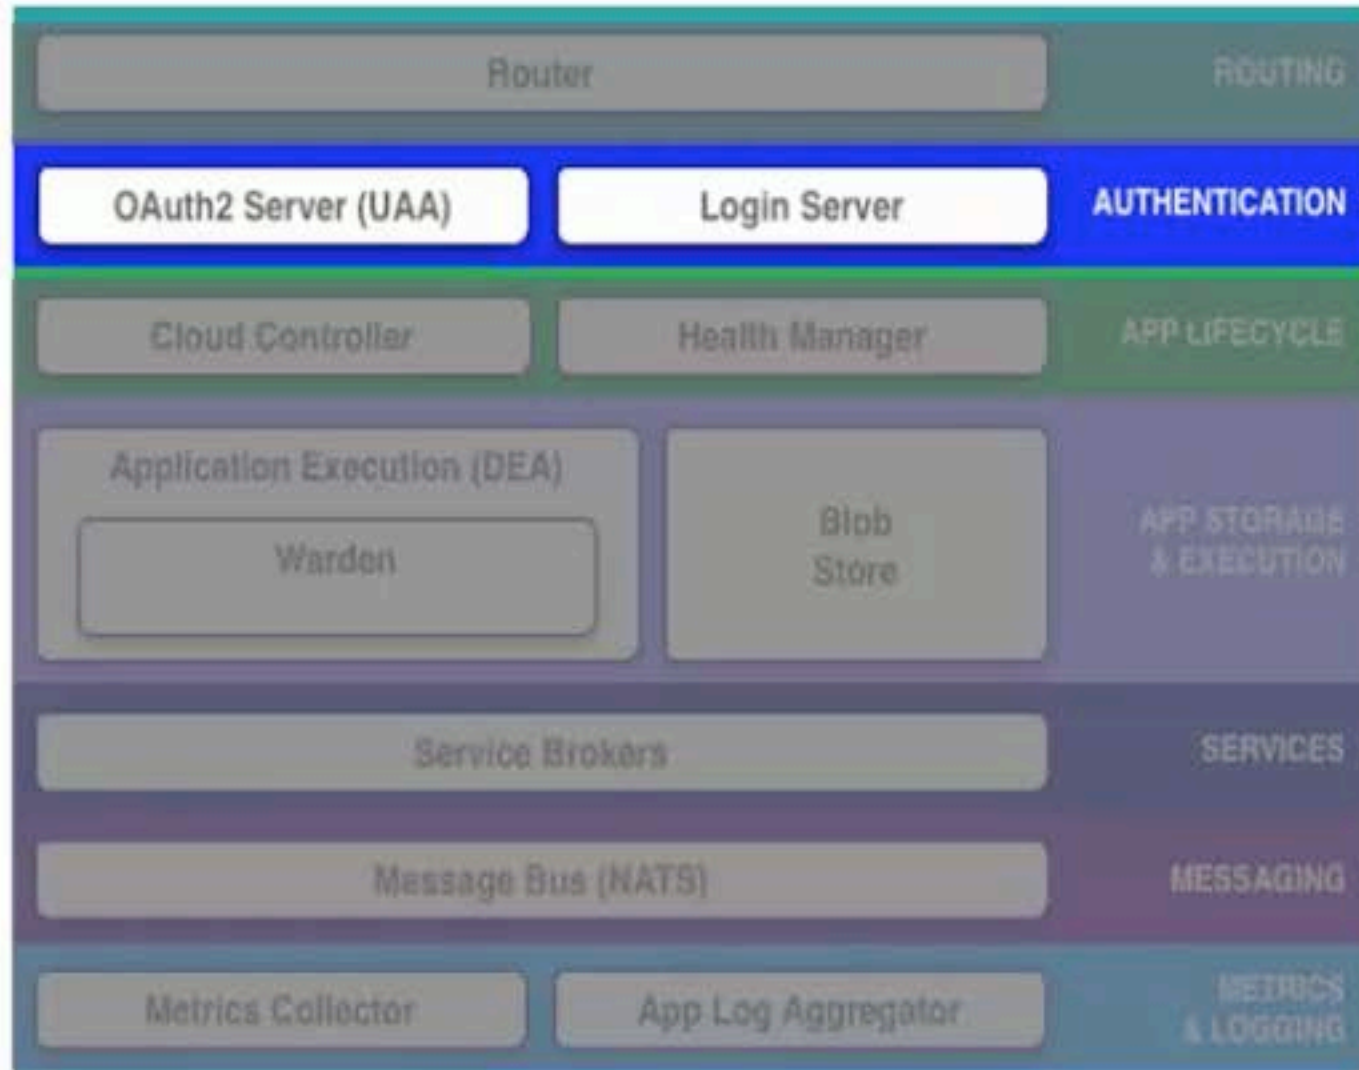 Router
ROUTING
OAuth2 Server (UAA)
Login Server
AUTHENTICATION
Cloud Controller
Health Manager
APP LIFECYCLE
Application Execution (DEA)
Warden
Blob
Store
APP STORAGE
& EXECUTION
Service Brokers
SERVICES
Message Bus (NATS)
MESSAGING
Metrics Collector
App Log Aggregator
METRICS
& LOGGING